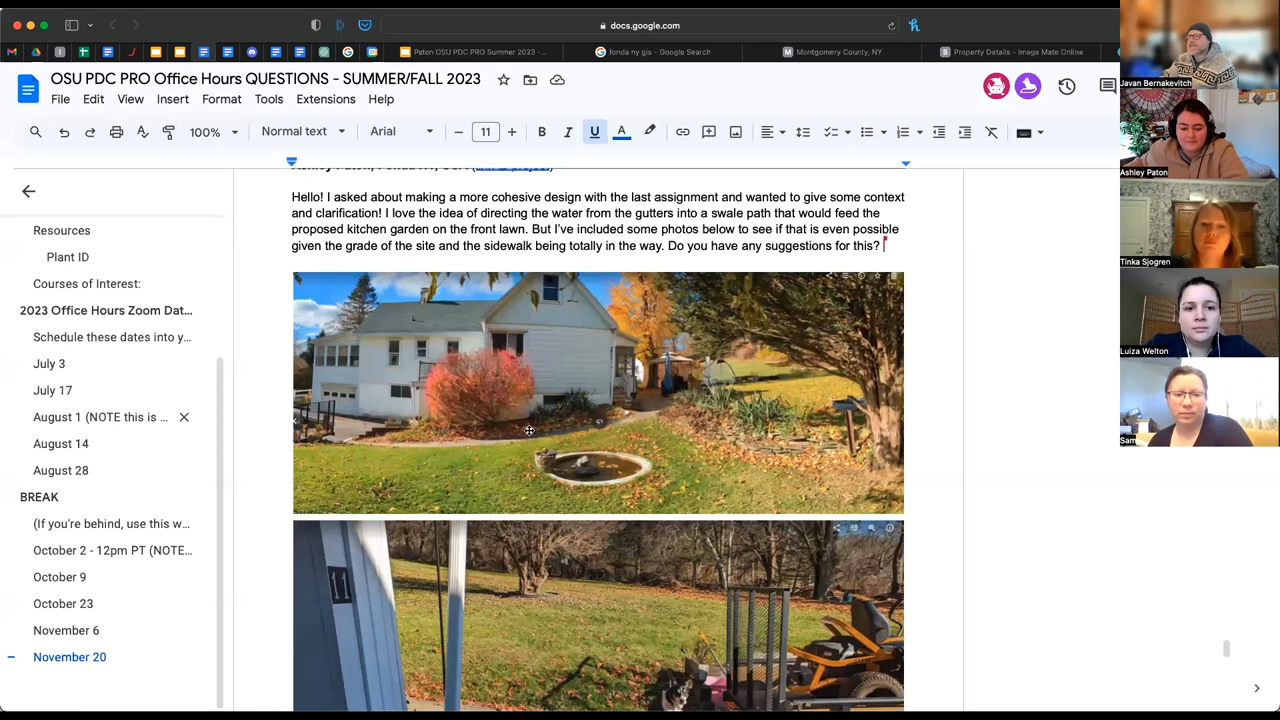 docs.google.com
Paton OSU PDC PRO Summer 2023 -...
fonda ny gis - Google Search
Montgomery County, NY
Property Details - Image Mate Online
OSU PDC PRO Office Hours QUESTIONS - SUMMER/FALL 2023
File Edit View Insert Format Tools Extensions Help
100% Normal text Arial 11 B I U A
Resources
Plant ID
Courses of Interest:
2023 Office Hours Zoom Dat...
Schedule these dates into y...
July 3
July 17
August 1 (NOTE this is ...
August 14
August 28
BREAK
(If you're behind, use this w...
October 2 - 12pm PT (NOTE...
October 9
October 23
November 6
November 20
Hello! I asked about making a more cohesive design with the last assignment and wanted to give some context
and clarification! I love the idea of directing the water from the gutters into a swale path that would feed the
proposed kitchen garden on the front lawn. But I've included some photos below to see if that is even possible
given the grade of the site and the sidewalk being totally in the way. Do you have any suggestions for this?
11
Javan Bernakevitch
Ashley Paton
Tinka Sjogren
Luiza Welton
Sam